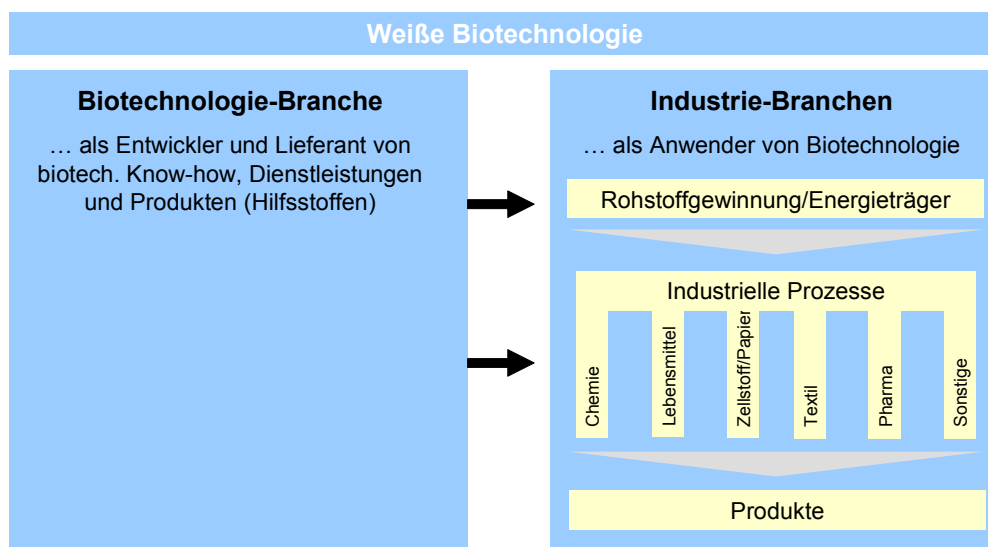 Weiße Biotechnologie
Biotechnologie-Branche
… als Entwickler und Lieferant von
biotech. Know-how, Dienstleistungen
und Produkten (Hilfsstoffen)
Industrie-Branchen
… als Anwender von Biotechnologie
Rohstoffgewinnung/Energieträger
Industrielle Prozesse
Chemie
Lebensmittel
Zellstoff/Papier
Textil
Pharma
Sonstige
Produkte